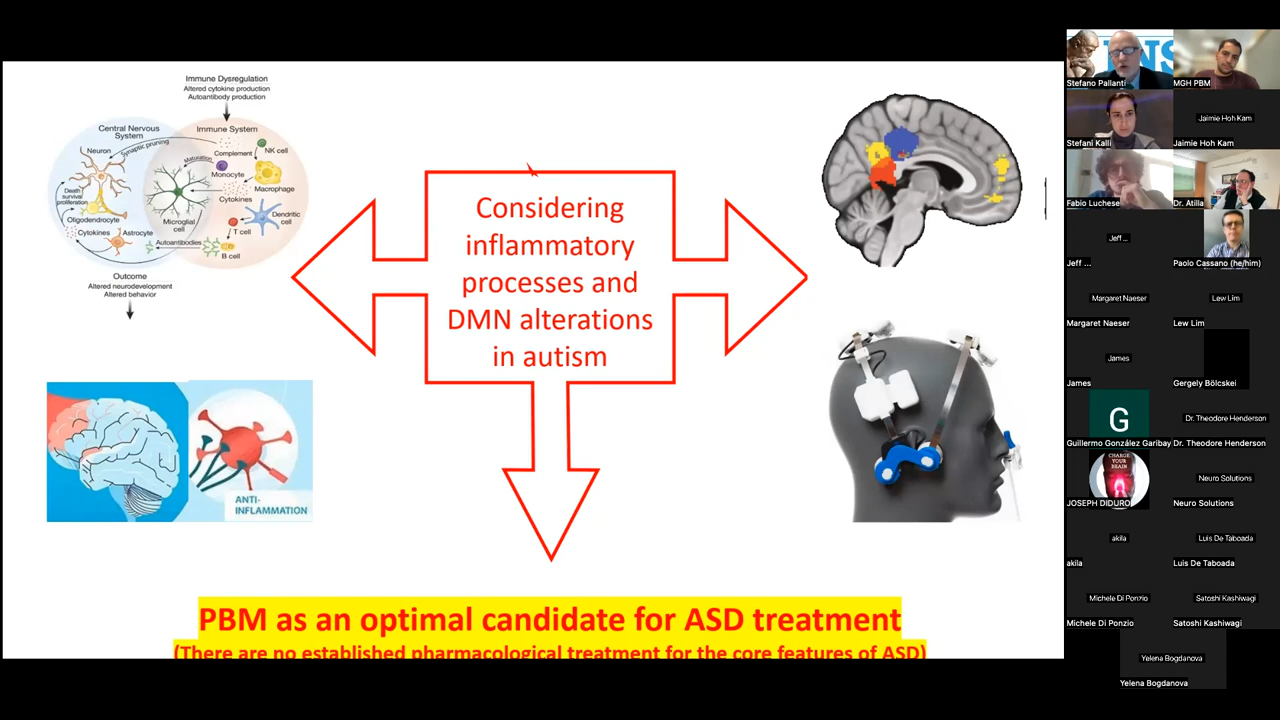 Immune Dysregulation
Altered cytokine production
Autoantibody production
Central Nervous
System
Immune System
Neuron
Synaptic pruning
Complement
NK cell
Maturation
Monocyte
Macrophage
Death
survival
proliferation
Cytokines
Dendritic
cell
Oligodendrocyte
Microglial
cell
T cell
Cytokines
Astrocyte
Autoantibodies
B cell
Outcome
Altered neurodevelopment
Altered behavior
ANTI-
INFLAMMATION
Considering
inflammatory
processes and
DMN alterations
in autism
PBM as an optimal candidate for ASD treatment
(There are no established pharmacological treatment for the core features of ASD)
NS
Stefano Pallanti
MGH PBM
Stefani Kalli
Jaimie Hoh Kam
Jaimie Hoh Kam
Fabio Luchese
Dr. Atilla
Jeff ...
Jeff ...
Paolo Cassano (he/him)
Margaret Naeser
Margaret Naeser
Lew Lim
Lew Lim
James
James
Gergely Bölcskei
G
Guillermo González Garibay
Dr. Theodore Henderson
Dr. Theodore Henderson
CHARGE
YOUR
BRAIN
JOSEPH DIDURO
Neuro Solutions
Neuro Solutions
akila
akila
Luis De Taboada
Luis De Taboada
Michele Di Ponzio
Michele Di Ponzio
Satoshi Kashiwagi
Satoshi Kashiwagi
Yelena Bogdanova
Yelena Bogdanova